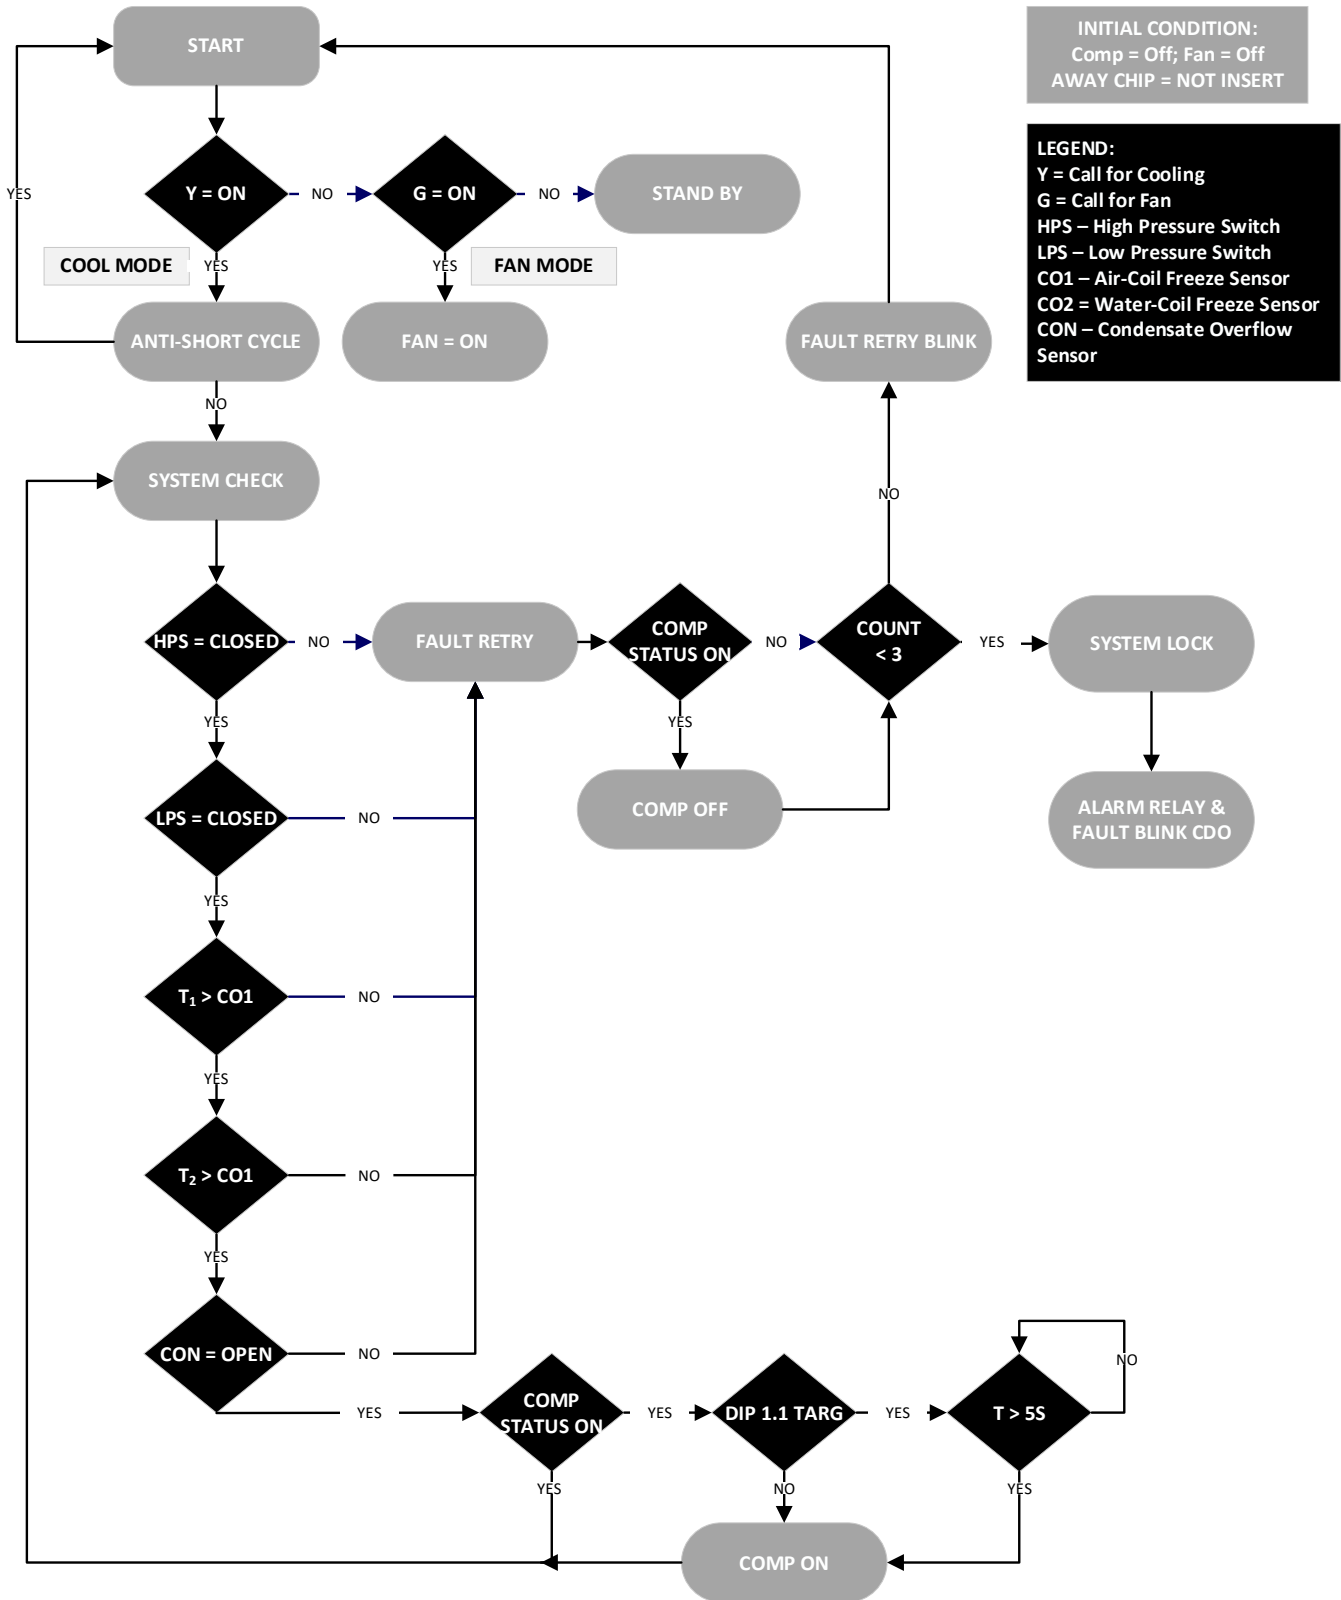 START
INITIAL CONDITION:
Comp = Off; Fan = Off
AWAY CHIP = NOT INSERT
LEGEND:
Y = Call for Cooling
G = Call for Fan
HPS – High Pressure Switch
LPS – Low Pressure Switch
CO1 – Air-Coil Freeze Sensor
CO2 = Water-Coil Freeze Sensor
CON – Condensate Overflow
Sensor
YES
Y = ON
NO
G = ON
NO
STAND BY
COOL MODE
YES
YES
FAN MODE
ANTI-SHORT CYCLE
FAN = ON
FAULT RETRY BLINK
NO
SYSTEM CHECK
NO
HPS = CLOSED
NO
FAULT RETRY
COMP
STATUS ON
NO
COUNT
< 3
YES
SYSTEM LOCK
YES
YES
LPS = CLOSED
NO
COMP OFF
ALARM RELAY &
FAULT BLINK CDO
YES
T1 > CO1
NO
YES
T2 > CO1
NO
YES
CON = OPEN
NO
NO
YES
COMP
STATUS ON
YES
DIP 1.1 TARG
YES
T > 5S
YES
NO
YES
COMP ON